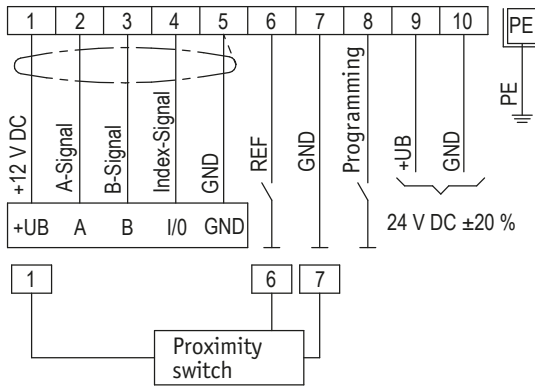 1 2 3 4 5 6 7 8 9 10 PE
+12 V DC
A-Signal
B-Signal
Index-Signal
GND
REF
GND
Programming
+UB
GND
PE
+UB A B I/0 GND
24 V DC ±20 %
1 6 7
Proximity
switch